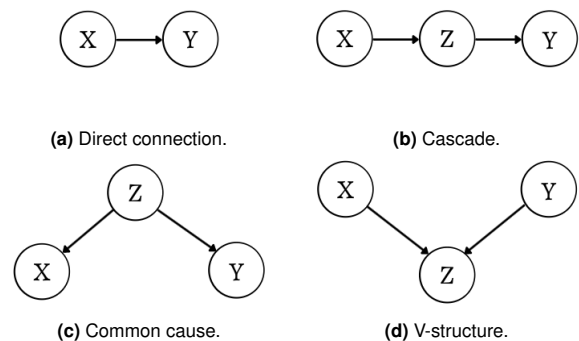 X Y X Z Y
(a) Direct connection. (b) Cascade.
Z
X Y
X Y
Z
(c) Common cause. (d) V-structure.